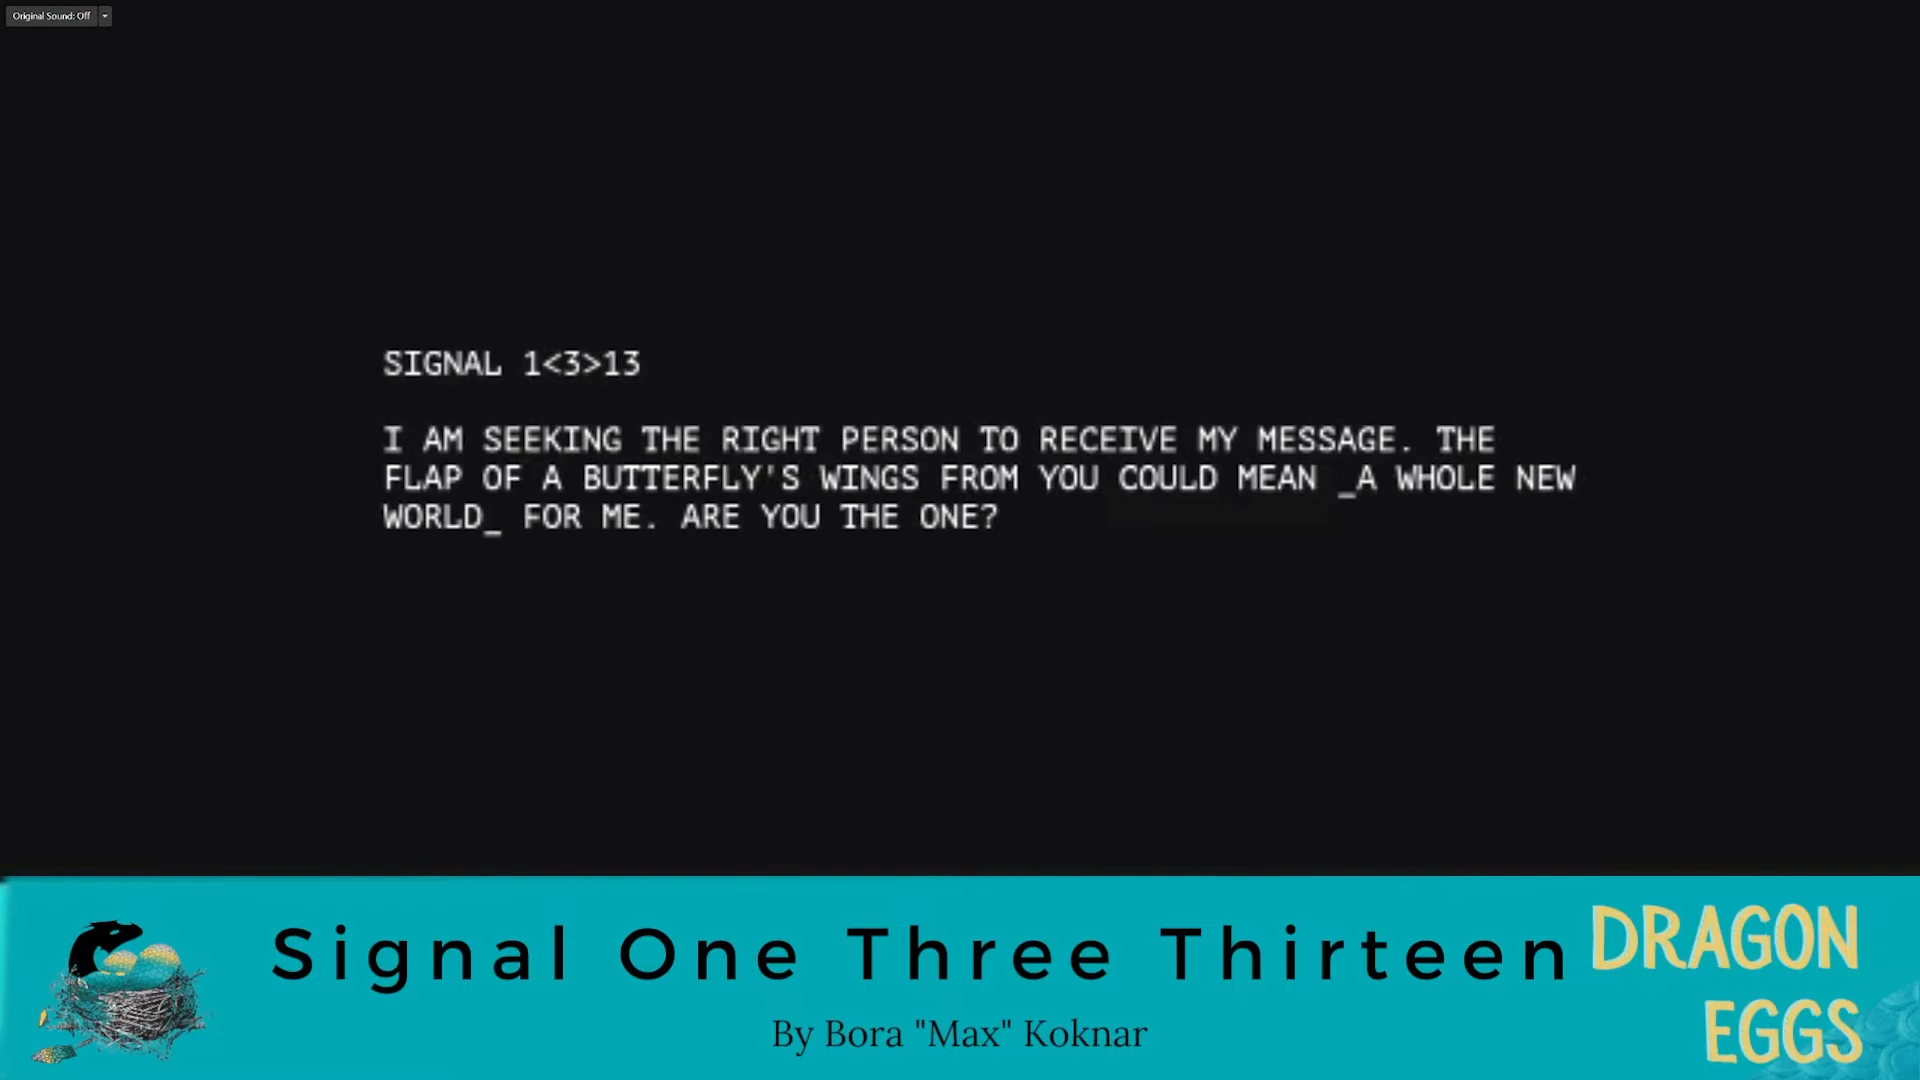 Original Sound: Off
SIGNAL 1<3>13
I AM SEEKING THE RIGHT PERSON TO RECEIVE MY MESSAGE. THE
FLAP OF A BUTTERFLY'S WINGS FROM YOU COULD MEAN _A WHOLE NEW
WORLD_ FOR ME. ARE YOU THE ONE?
Signal One Three Thirteen
By Bora "Max" Koknar
DRAGON
EGGS